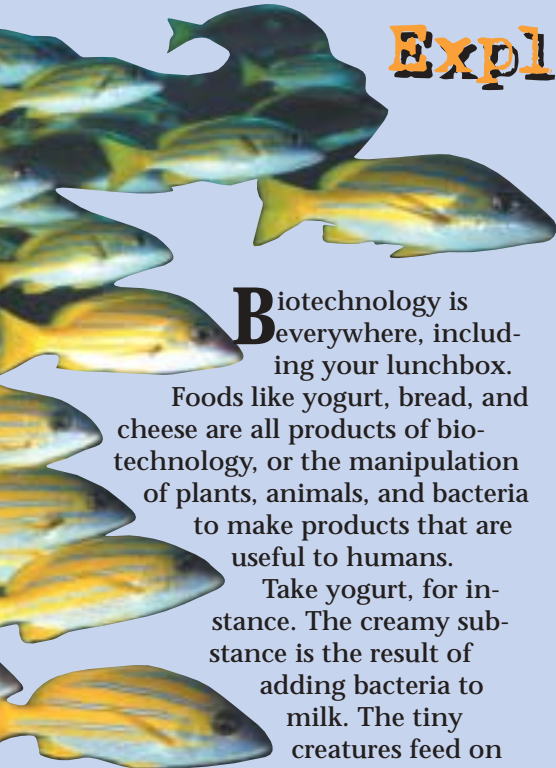 Expl
Biotechnology is
everywhere, includ-
ing your lunchbox.
Foods like yogurt, bread, and
cheese are all products of bio-
technology, or the manipulation
of plants, animals, and bacteria
to make products that are
useful to humans.
Take yogurt, for in-
stance. The creamy sub-
stance is the result of
adding bacteria to
milk. The tiny
creatures feed on